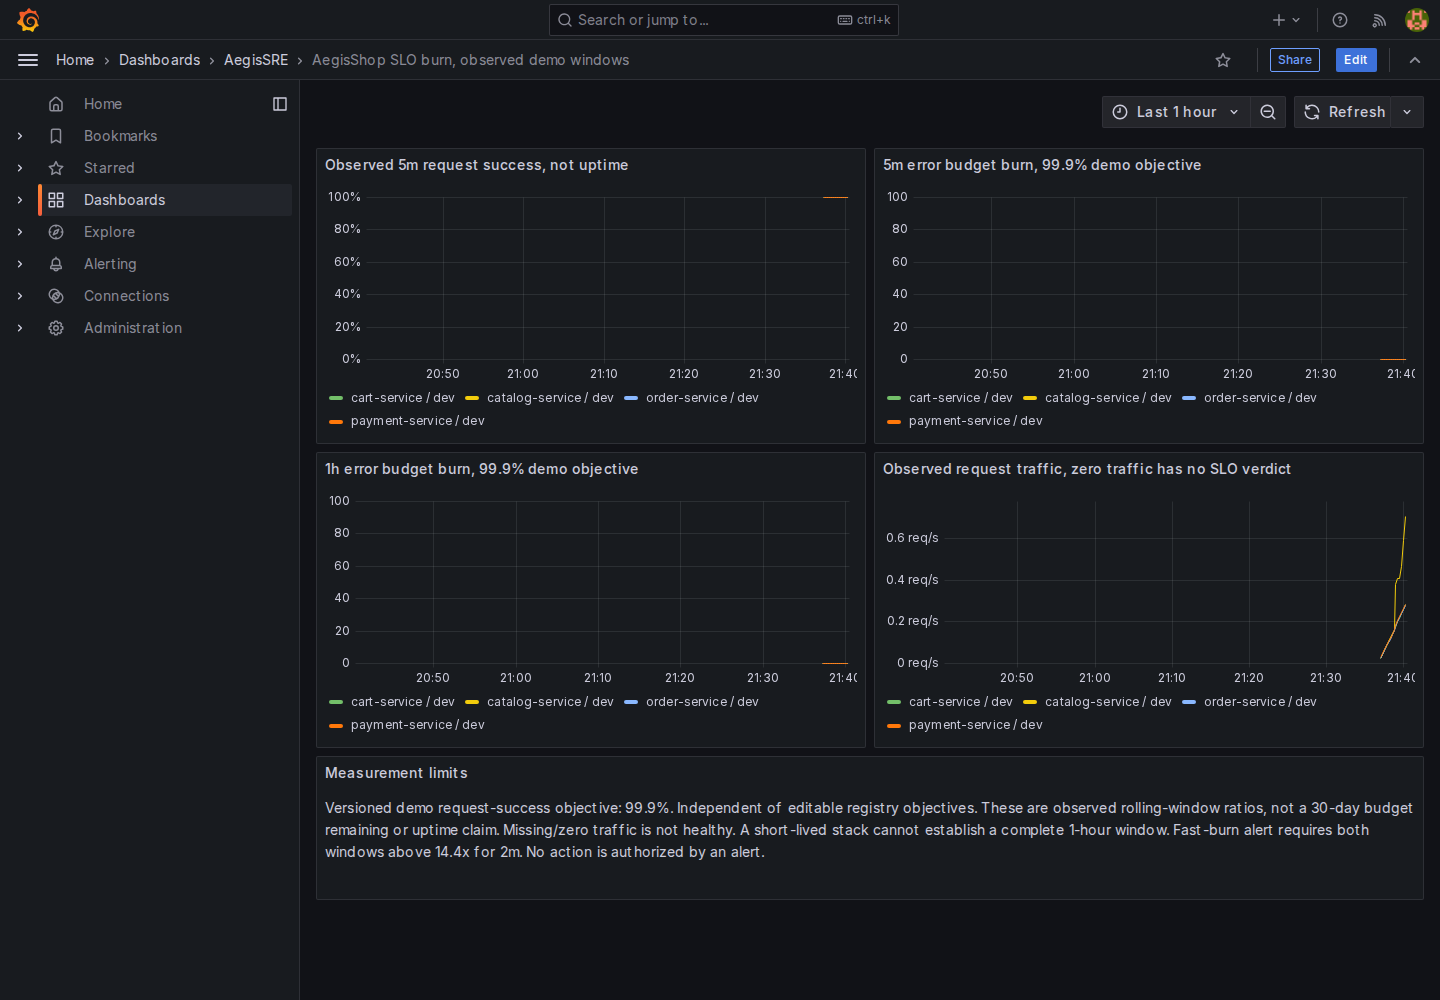 Search or jump to...
ctrl+k
Home > Dashboards > AegisSRE > AegisShop SLO burn, observed demo windows
Share
Edit
Home
Bookmarks
Starred
Dashboards
Explore
Alerting
Connections
Administration
Last 1 hour
Refresh
Observed 5m request success, not uptime
100%
80%
60%
40%
20%
0%
20:50 21:00 21:10 21:20 21:30 21:40
cart-service / dev catalog-service / dev order-service / dev
payment-service / dev
5m error budget burn, 99.9% demo objective
100
80
60
40
20
0
20:50 21:00 21:10 21:20 21:30 21:40
cart-service / dev catalog-service / dev order-service / dev
payment-service / dev
1h error budget burn, 99.9% demo objective
100
80
60
40
20
0
20:50 21:00 21:10 21:20 21:30 21:40
cart-service / dev catalog-service / dev order-service / dev
payment-service / dev
Observed request traffic, zero traffic has no SLO verdict
0.6 req/s
0.4 req/s
0.2 req/s
0 req/s
20:50 21:00 21:10 21:20 21:30 21:40
cart-service / dev catalog-service / dev order-service / dev
payment-service / dev
Measurement limits
Versioned demo request-success objective: 99.9%. Independent of editable registry objectives. These are observed rolling-window ratios, not a 30-day budget
remaining or uptime claim. Missing/zero traffic is not healthy. A short-lived stack cannot establish a complete 1-hour window. Fast-burn alert requires both
windows above 14.4x for 2m. No action is authorized by an alert.